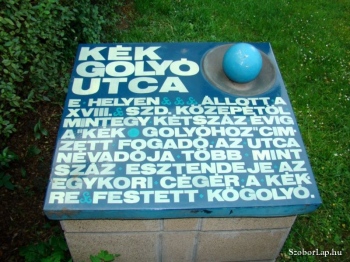 KÉK
GOLYÓ
UTCA
E HELYEN ÁLLOTT A
XVIII. SZD. KÖZEPÉTŐL
MINTEGY KÉTSZÁZ ÉVIG
A "KÉK GOLYÓHOZ" CIM-
ZETT FOGADÓ. AZ UTCA
NÉVADÓJA TÖBB MINT
SZÁZ ESZTENDEJE AZ
EGYKORI CÉGÉR, A KÉK
RE FESTETT KŐGOLYÓ.
SzoborLap.hu